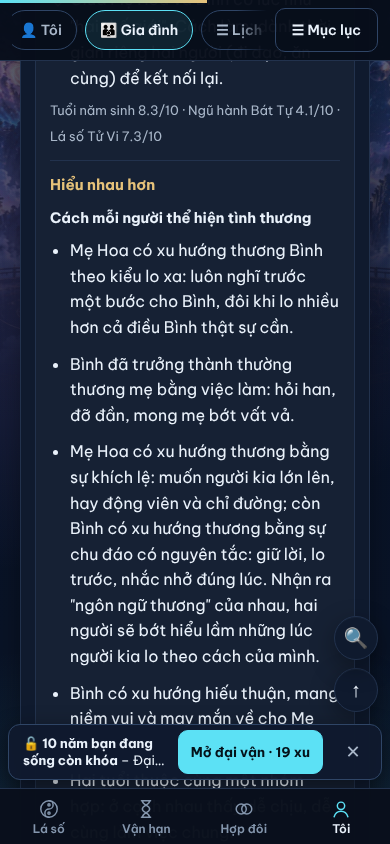 👤 Tôi
👨‍👩‍👦 Gia đình
☰ Lịch
☰ Mục lục
cùng) để kết nối lại.
Tuổi năm sinh 8.3/10 · Ngũ hành Bát Tự 4.1/10 ·
Lá số Tử Vi 7.3/10
Hiểu nhau hơn
Cách mỗi người thể hiện tình thương
• Mẹ Hoa có xu hướng thương Bình
theo kiểu lo xa: luôn nghĩ trước
một bước cho Bình, đôi khi lo nhiều
hơn cả điều Bình thật sự cần.
• Bình đã trưởng thành thường
thương mẹ bằng việc làm: hỏi han,
đỡ đần, mong mẹ bớt vất vả.
• Mẹ Hoa có xu hướng thương bằng
sự khích lệ: muốn người kia lớn lên,
hay động viên và chỉ đường; còn
Bình có xu hướng thương bằng sự
chu đáo có nguyên tắc: giữ lời, lo
trước, nhắc nhở đúng lúc. Nhận ra
"ngôn ngữ thương" của nhau, hai
người sẽ bớt hiểu lầm những lúc
người kia lo theo cách của mình.
• Bình có xu hướng hiếu thuận, mang
niềm vui và may mắn về cho Mẹ
🔍
↑
🔓 10 năm bạn đang
sống còn khóa – Đại...
Mở đại vận · 19 xu
✕
Hai tuổi thuộc cùng một nhóm
Lá số
Vận hạn
Hợp đôi
Tôi